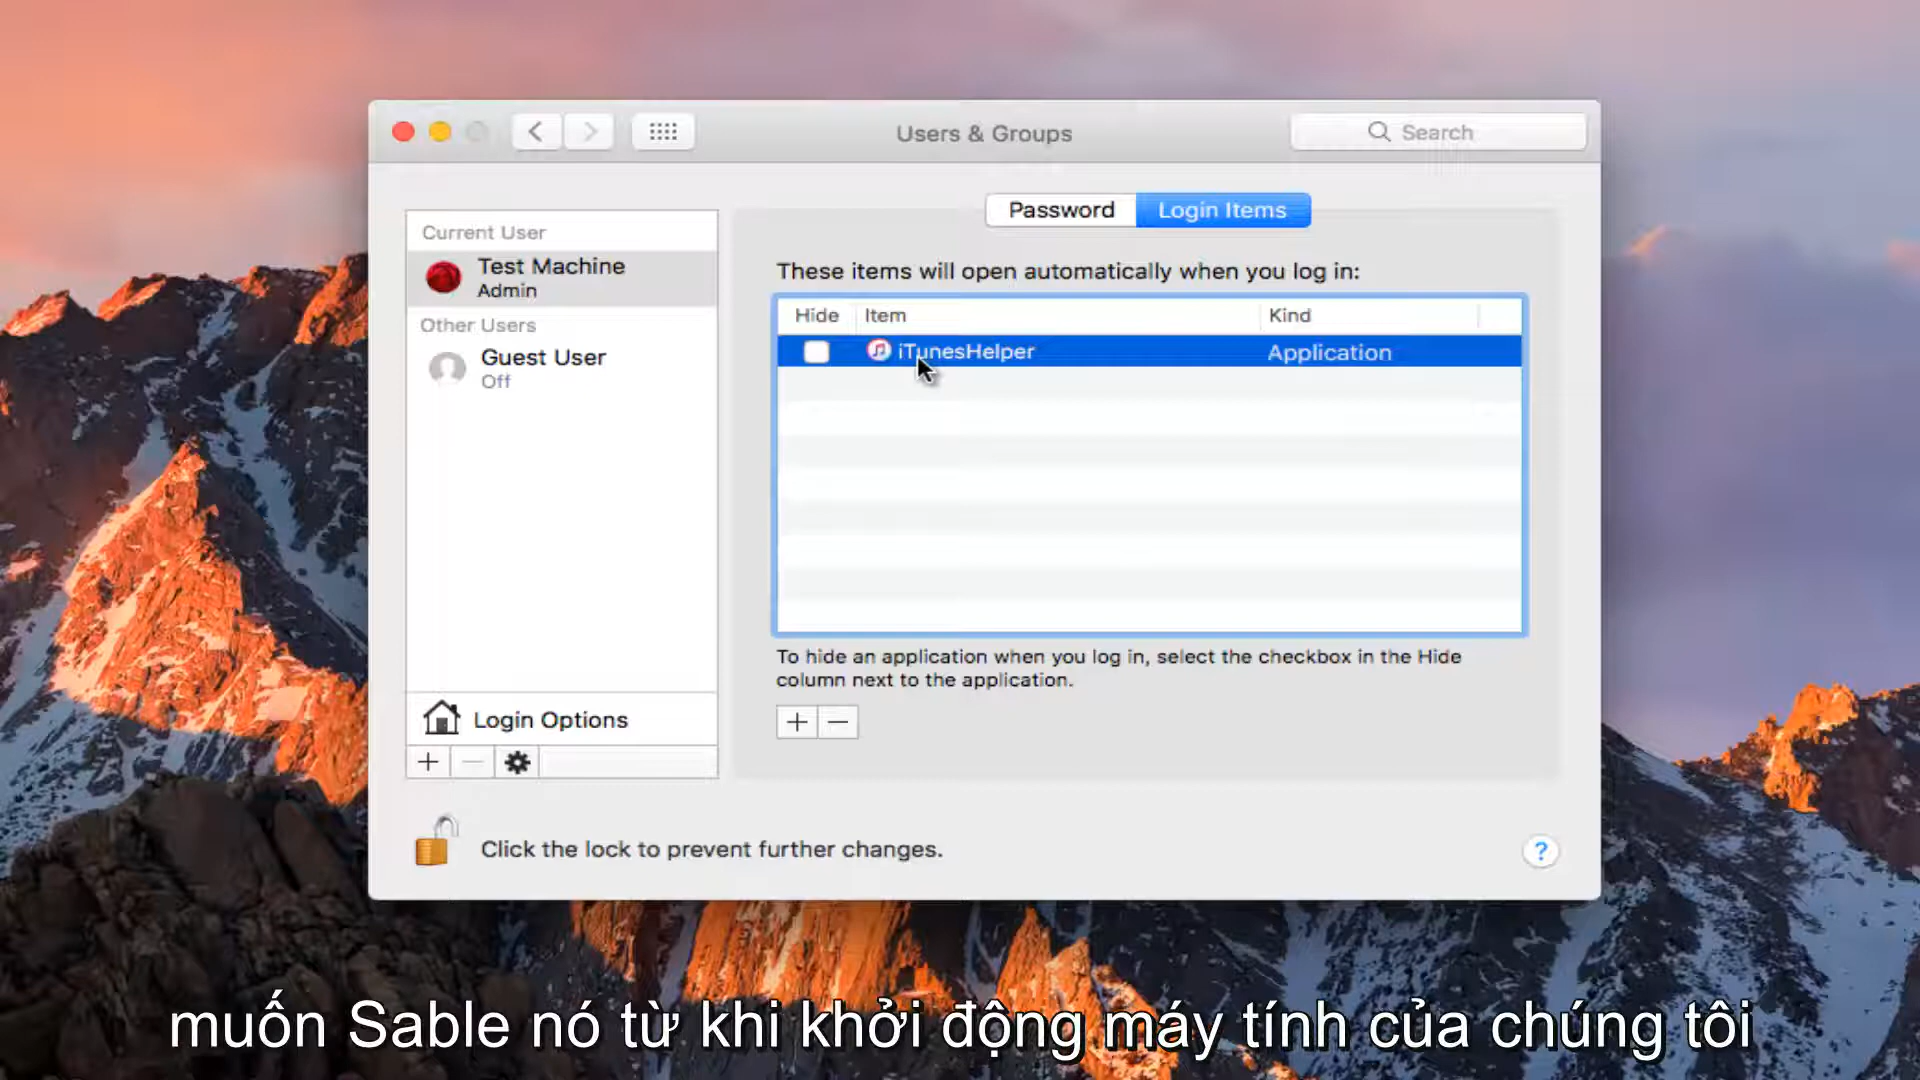 Users & Groups
Search
Password
Login Items
Current User
Test Machine
Admin
Other Users
Guest User
Off
Login Options
These items will open automatically when you log in:
Hide Item Kind
iTunesHelper Application
To hide an application when you log in, select the checkbox in the Hide
column next to the application.
Click the lock to prevent further changes.
?
muốn Sable nó từ khi khởi động máy tính của chúng tôi